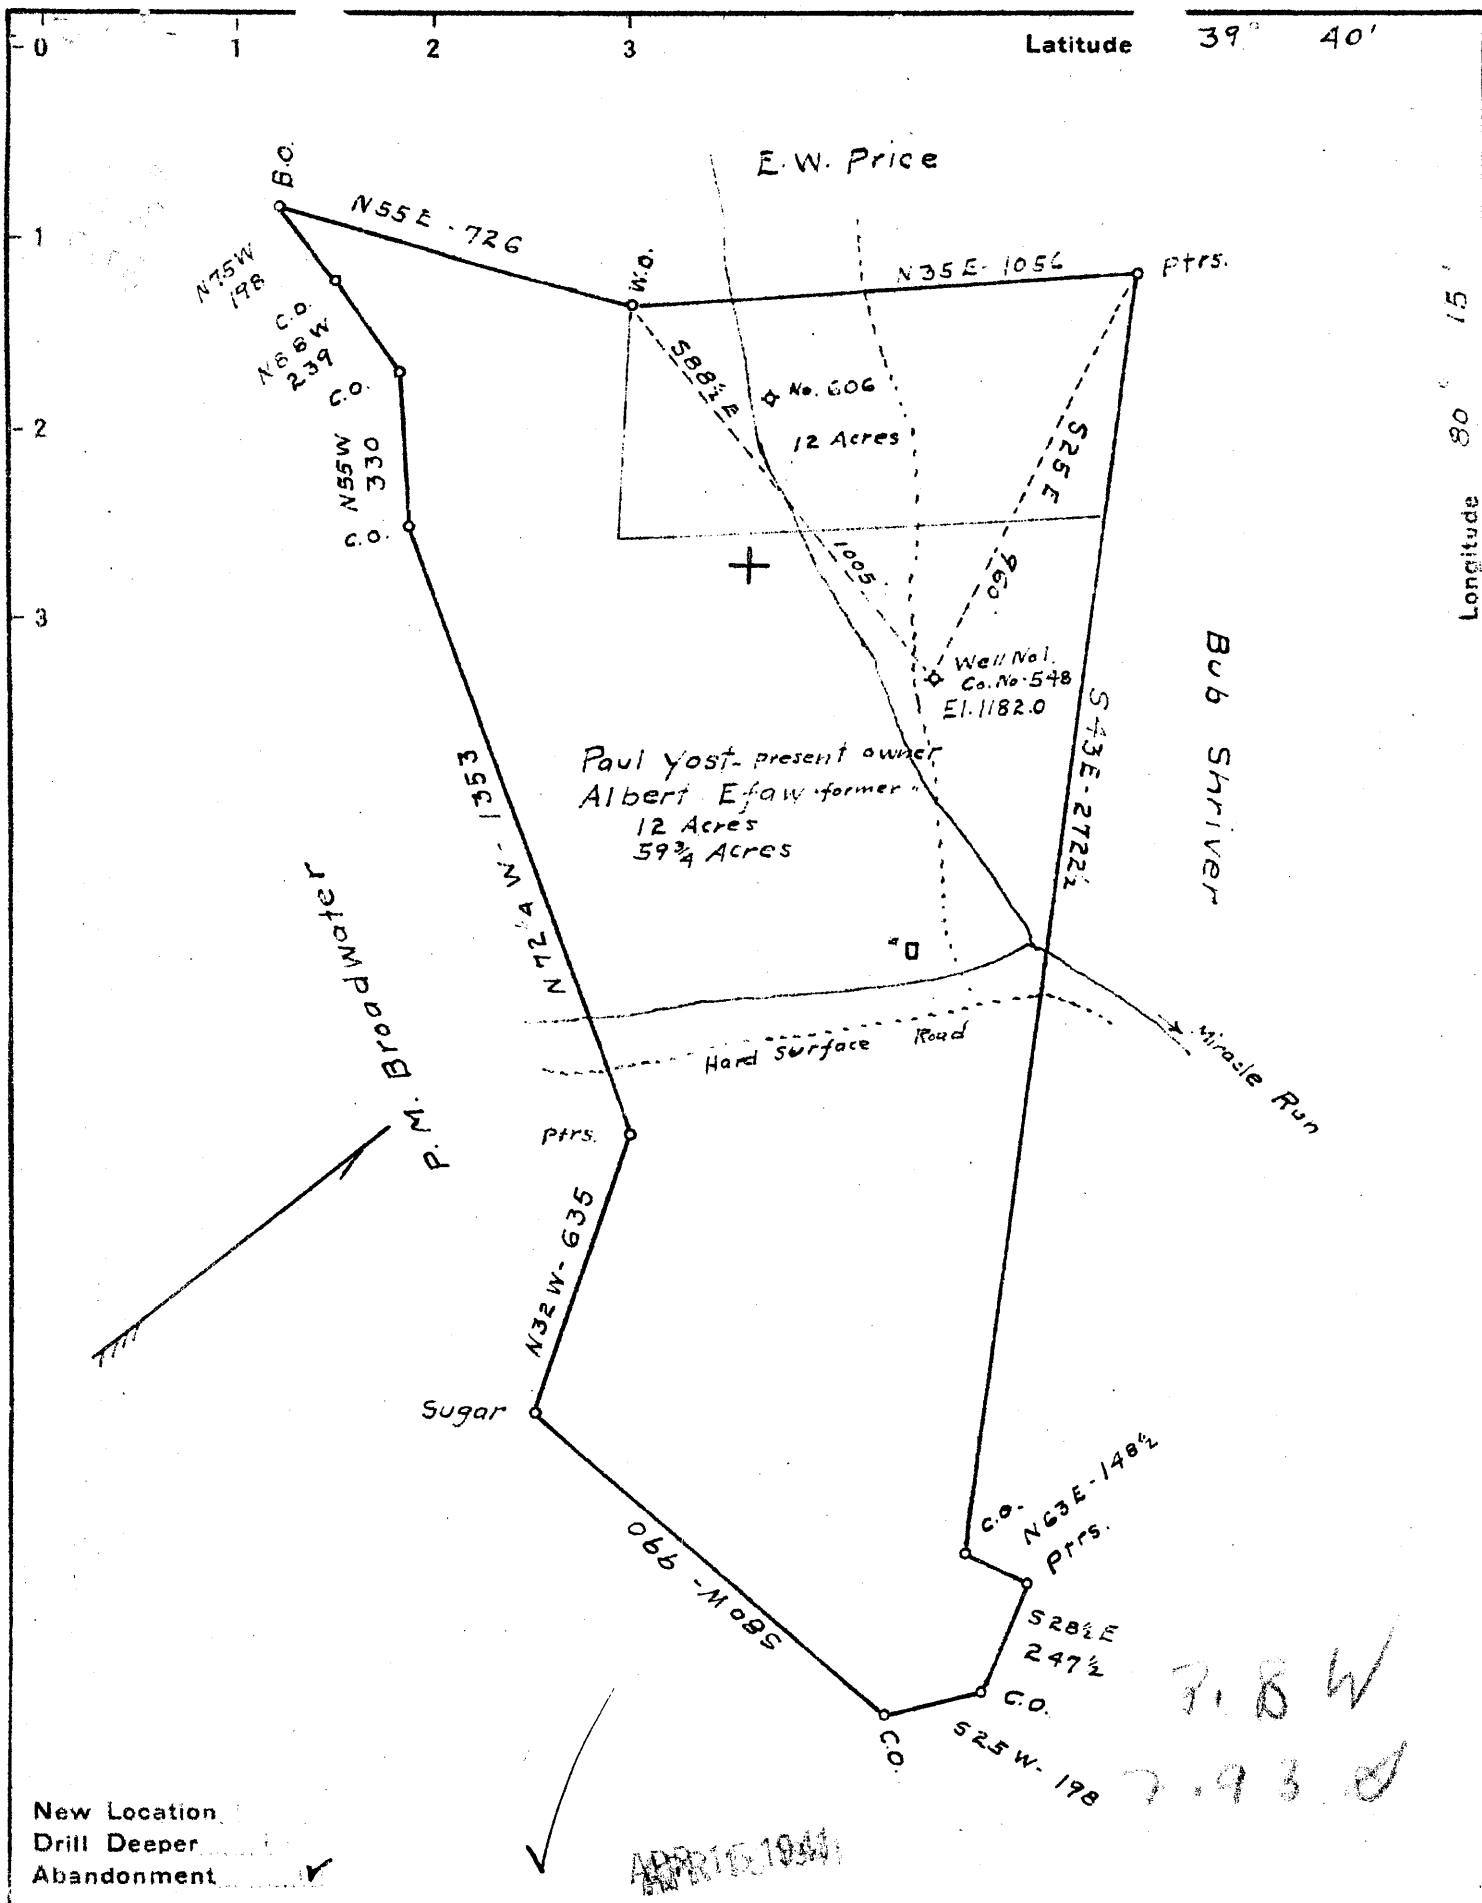 0 1 2 3 Latitude 39° 40'
1
2
3
Longitude 80° 15'
E.W. Price
B.O.
N55E - 726
W.O.
N35E - 1056
Ptrs.
N75W
198
C.O.
N88W
239
C.O.
N55W
330
C.O.
S88½E
1005
No. 606
12 Acres
S25E
960
Well No 1.
Co. No. 548
El. 1182.0
Bub Shriver
S43E - 2722½
Paul Yost - present owner
Albert Efaw - former "
12 Acres
59¾ Acres
N72¼W - 1353
P.M. Broadwater
Hard Surface Road
Miracle Run
Ptrs.
N32W - 635
Sugar
S80W - 990
C.O.
N63E - 148½
Ptrs.
S28½E
247½
C.O.
S25W - 198
C.O.
New Location
Drill Deeper
Abandonment ✓